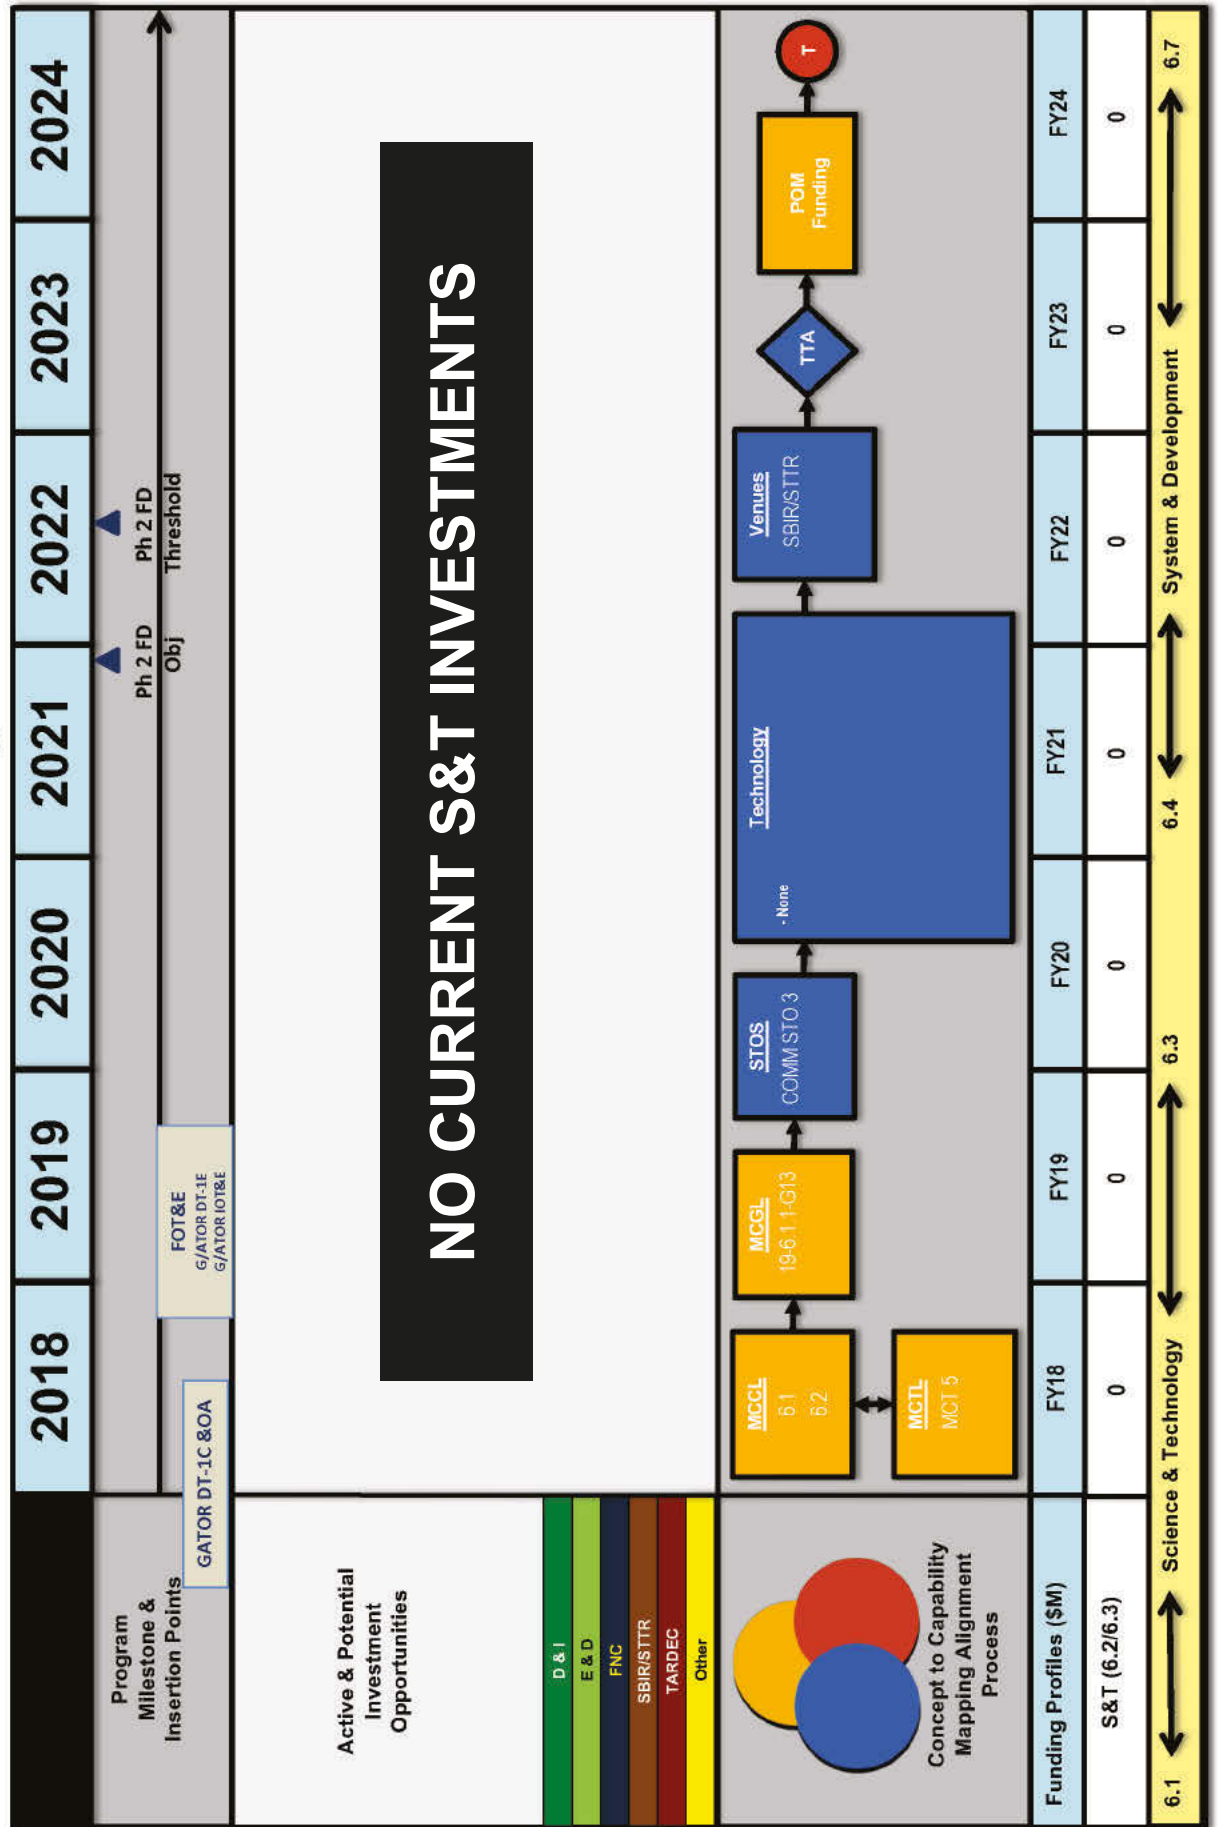 2018
2019
2020
2021
2022
2023
2024
Program
Milestone &
Insertion Points
GATOR DT-1C &OA
FOT&E
G/ATOR DT-1E
G/ATOR IOT&E
Ph 2 FD
Obj
Ph 2 FD
Threshold
Active & Potential
Investment
Opportunities
D & I
E & D
FNC
SBIR/STTR
TARDEC
Other
NO CURRENT S&T INVESTMENTS
Concept to Capability
Mapping Alignment
Process
MCCL
6.1
6.2
MCTL
MCT 5
MCGL
19-6.1.1-G13
STOS
COMM STO 3
Technology
- None
Venues
SBIR/STTR
TTA
POM
Funding
T
Funding Profiles ($M)
FY18
FY19
FY20
FY21
FY22
FY23
FY24
S&T (6.2/6.3)
0
0
0
0
0
0
0
6.1
Science & Technology
6.3
6.4
System & Development
6.7